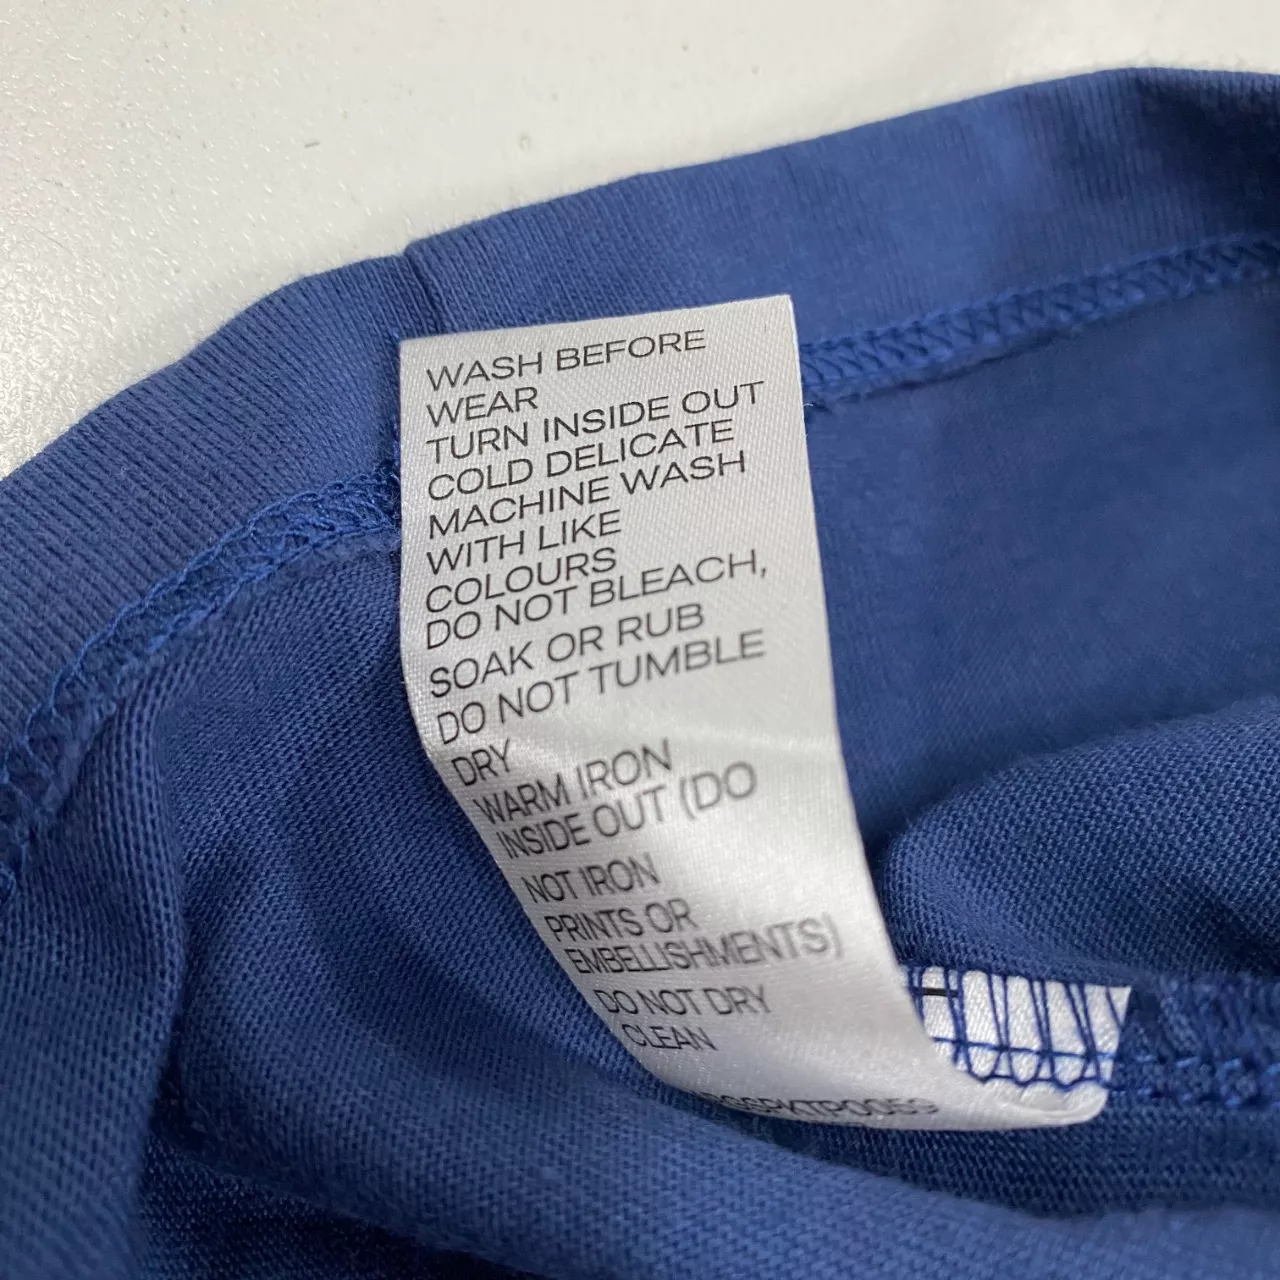 WASH BEFORE
WEAR
TURN INSIDE OUT
COLD DELICATE
MACHINE WASH
WITH LIKE
COLOURS
DO NOT BLEACH,
SOAK OR RUB
DO NOT TUMBLE
DRY
WARM IRON
INSIDE OUT (DO
NOT IRON
PRINTS OR
EMBELLISHMENTS)
DO NOT DRY
CLEAN